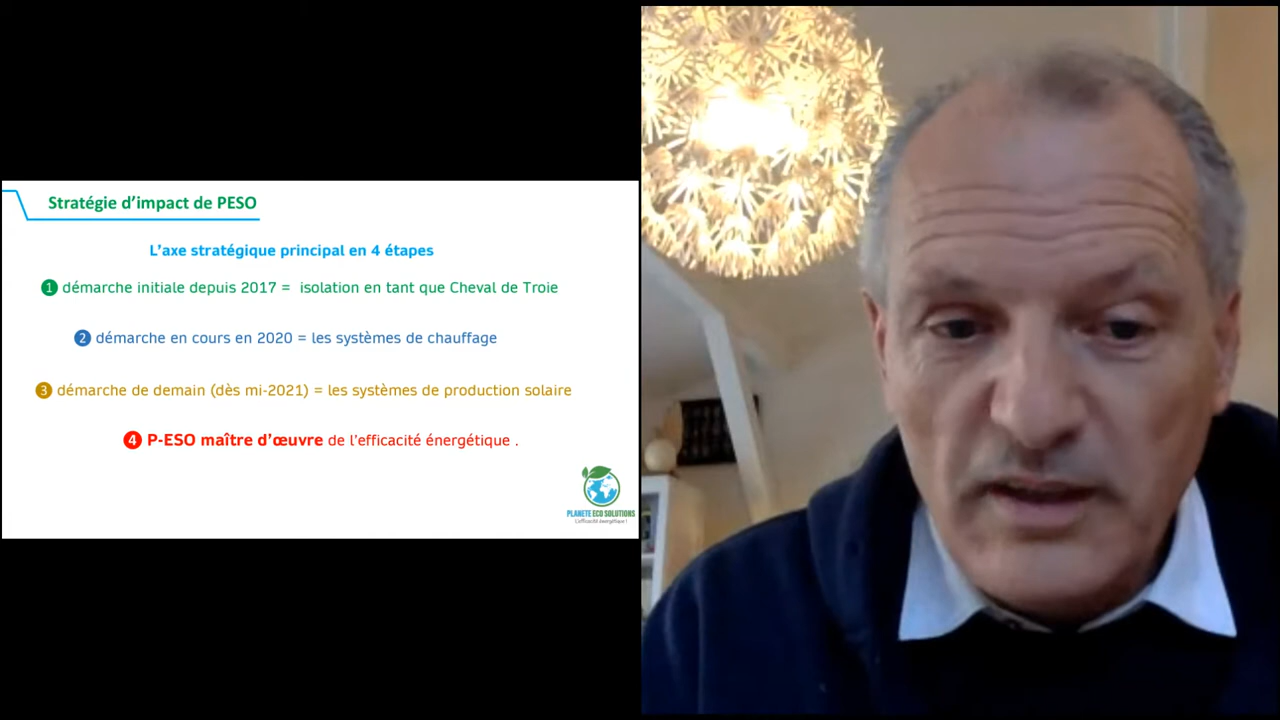 Stratégie d'impact de PESO
L'axe stratégique principal en 4 étapes
1 démarche initiale depuis 2017 = isolation en tant que Cheval de Troie
2 démarche en cours en 2020 = les systèmes de chauffage
3 démarche de demain (dès mi-2021) = les systèmes de production solaire
4 P-ESO maître d'œuvre de l'efficacité énergétique .
PLANETE ECO SOLUTIONS
L'efficacité énergétique !